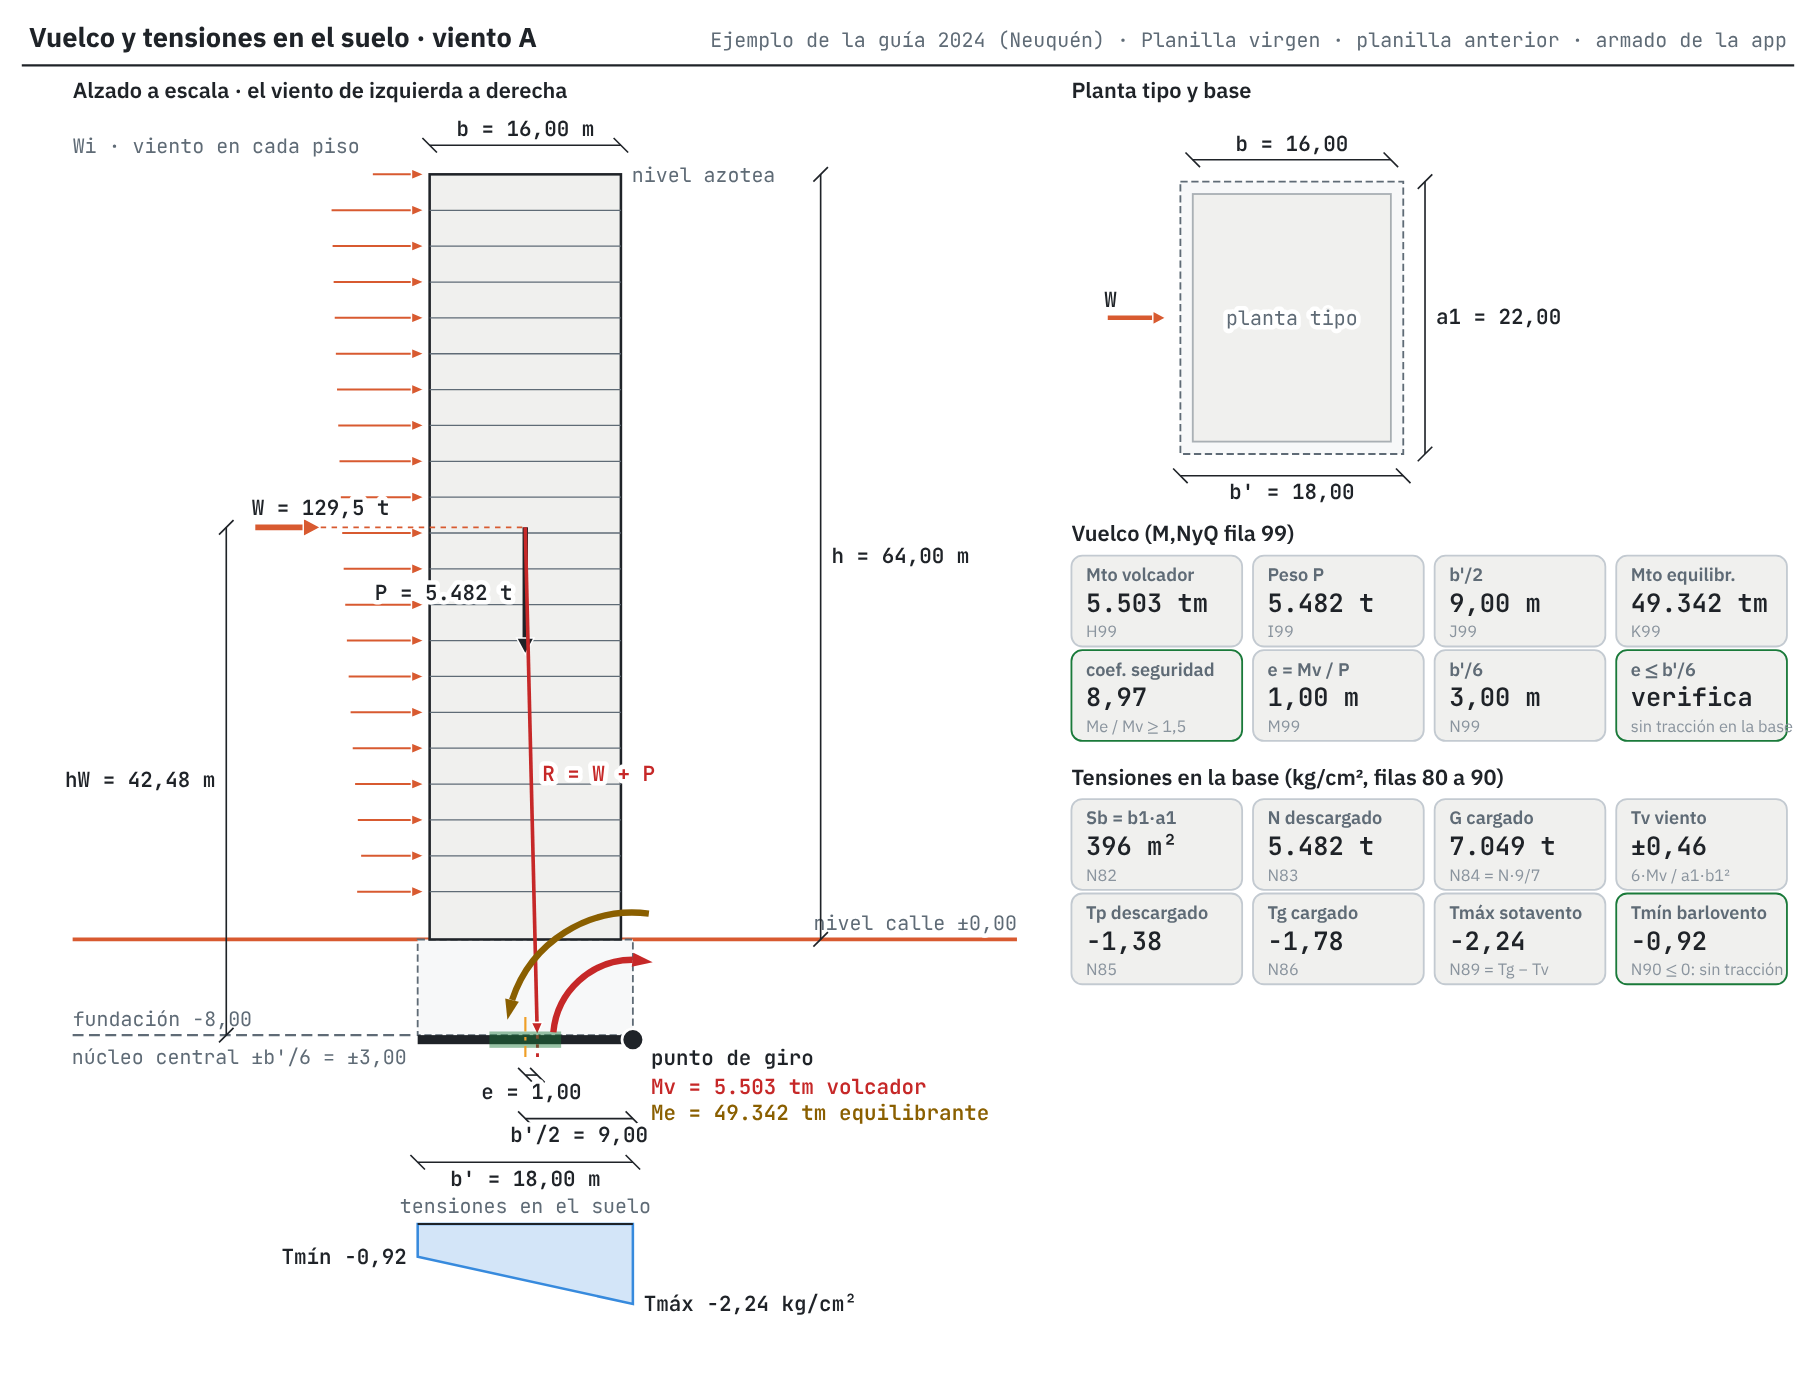 Vuelco y tensiones en el suelo · viento A
Ejemplo de la guía 2024 (Neuquén) · Planilla virgen · planilla anterior · armado de la app
Alzado a escala · el viento de izquierda a derecha
Wi · viento en cada piso
b = 16,00 m
nivel azotea
W = 129,5 t
P = 5.482 t
h = 64,00 m
R = W + P
hW = 42,48 m
nivel calle ±0,00
fundación -8,00
núcleo central ±b'/6 = ±3,00
punto de giro
e = 1,00
Mv = 5.503 tm volcador
Me = 49.342 tm equilibrante
b'/2 = 9,00
b' = 18,00 m
tensiones en el suelo
Tmín -0,92
Tmáx -2,24 kg/cm²
Planta tipo y base
b = 16,00
W
planta tipo
a1 = 22,00
b' = 18,00
Vuelco (M,NyQ fila 99)
Mto volcador
5.503 tm
H99
Peso P
5.482 t
I99
b'/2
9,00 m
J99
Mto equilibr.
49.342 tm
K99
coef. seguridad
8,97
Me / Mv ≥ 1,5
e = Mv / P
1,00 m
M99
b'/6
3,00 m
N99
e ≤ b'/6
verifica
sin tracción en la base
Tensiones en la base (kg/cm², filas 80 a 90)
Sb = b1·a1
396 m²
N82
N descargado
5.482 t
N83
G cargado
7.049 t
N84 = N·9/7
Tv viento
±0,46
6·Mv / a1·b1²
Tp descargado
-1,38
N85
Tg cargado
-1,78
N86
Tmáx sotavento
-2,24
N89 = Tg − Tv
Tmín barlovento
-0,92
N90 ≤ 0: sin tracción